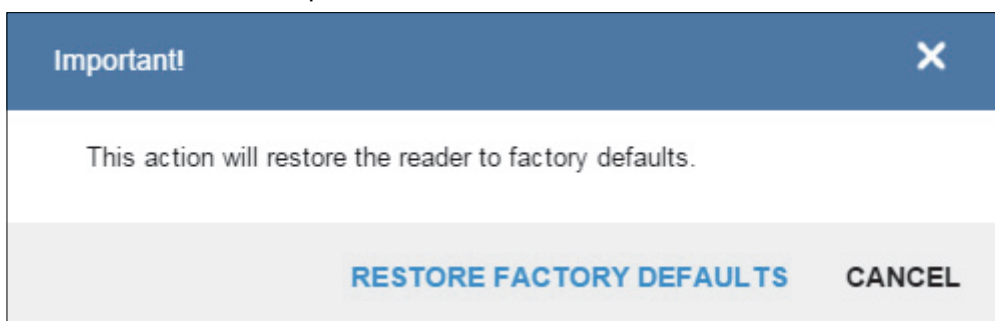 Important!
This action will restore the reader to factory defaults.
RESTORE FACTORY DEFAULTS CANCEL